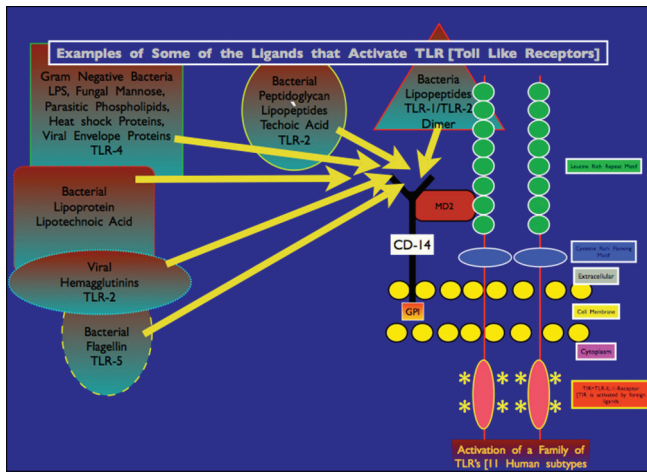 Examples of Some of the Ligands that Activate TLR [Toll Like Receptors]
Gram Negative Bacteria
LPS, Fungal Mannose,
Parasitic Phospholipids,
Heat shock Proteins,
Viral Envelope Proteins
TLR-4
Bacterial
Peptidoglycan
Lipopeptides
Techoic Acid
TLR-2
Bacteria
Lipopeptides
TLR-1/TLR-2
Dimer
Bacterial
Lipoprotein
Lipotechnoic Acid
Viral
Hemagglutinins
TLR-2
Bacterial
Flagellin
TLR-5
MD2
CD-14
GPI
Leucine Rich Repeat Motif
Cysteine Rich Flanking
Motif
Extracellular
Cell Membrane
Cytoplasm
Receptor
[TIR is activated by foreign
ligands
* *
* *
* *
* *
Activation of a Family of
TLR's [11 Human subtypes